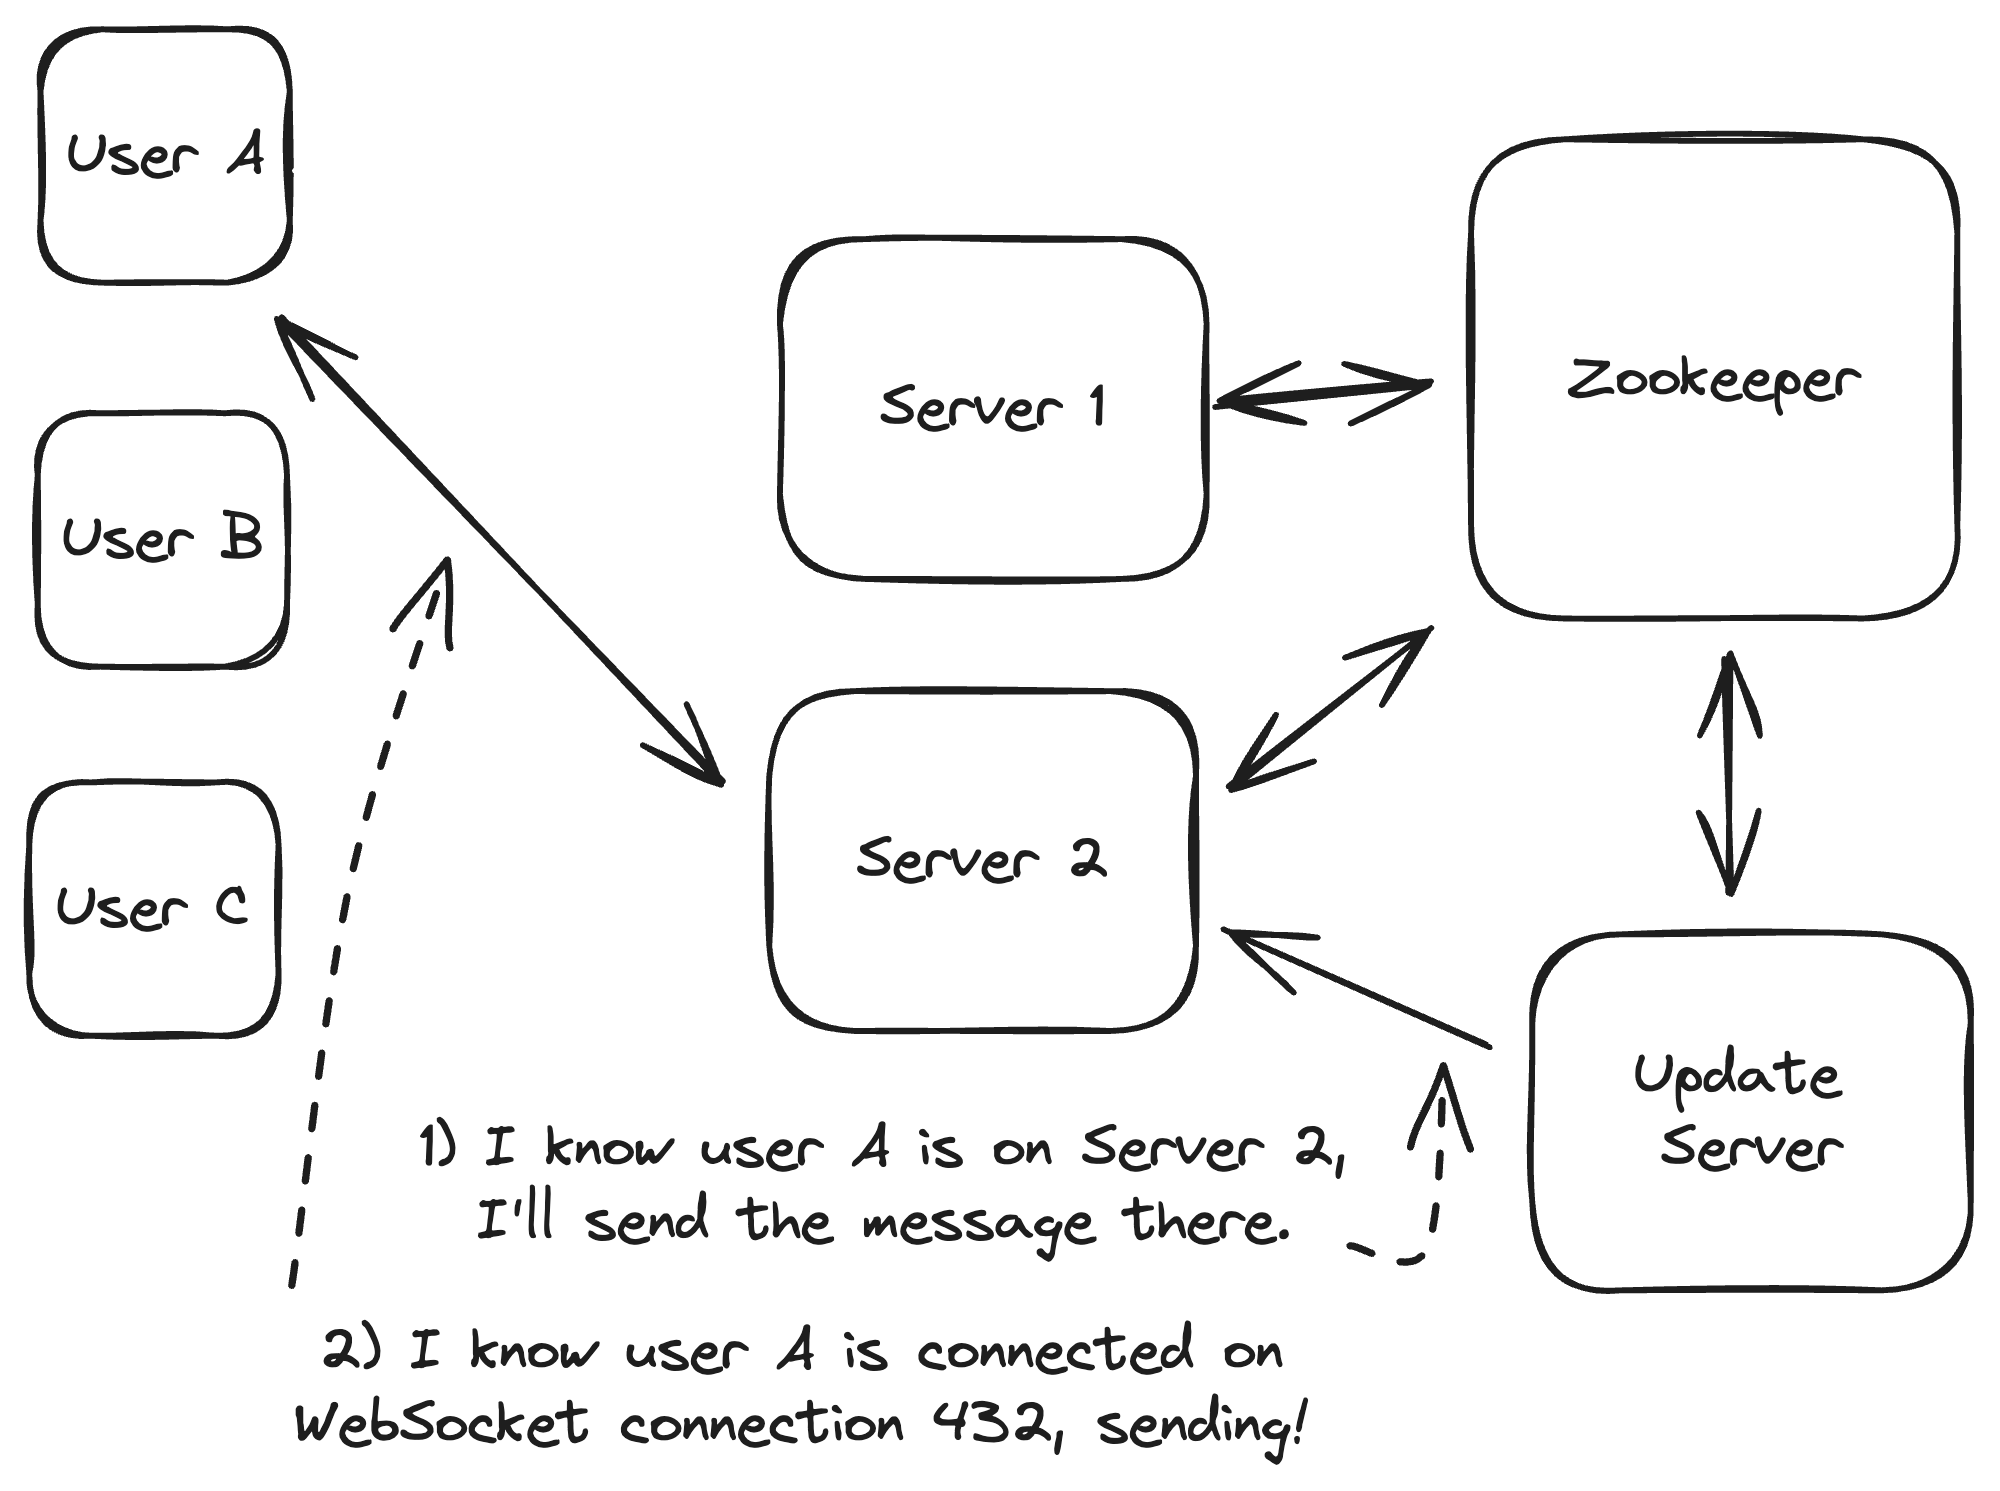 User A
User B
User C
Server 1
Server 2
Zookeeper
Update
Server
1) I know user A is on Server 2,
I'll send the message there.
2) I know user A is connected on
WebSocket connection 432, sending!